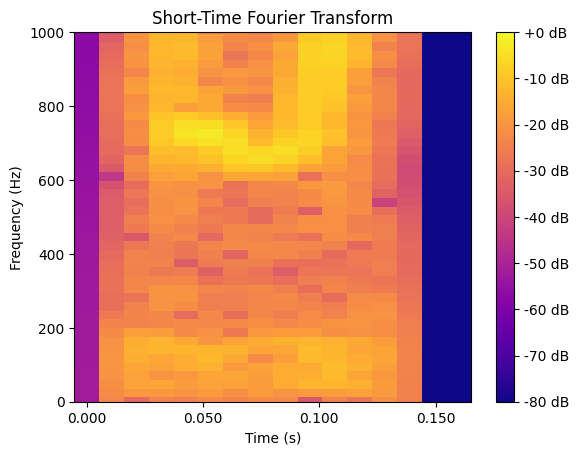 Short-Time Fourier Transform
1000
800
600
400
200
0
Frequency (Hz)
0.000
0.050
0.100
0.150
Time (s)
+0 dB
-10 dB
-20 dB
-30 dB
-40 dB
-50 dB
-60 dB
-70 dB
-80 dB